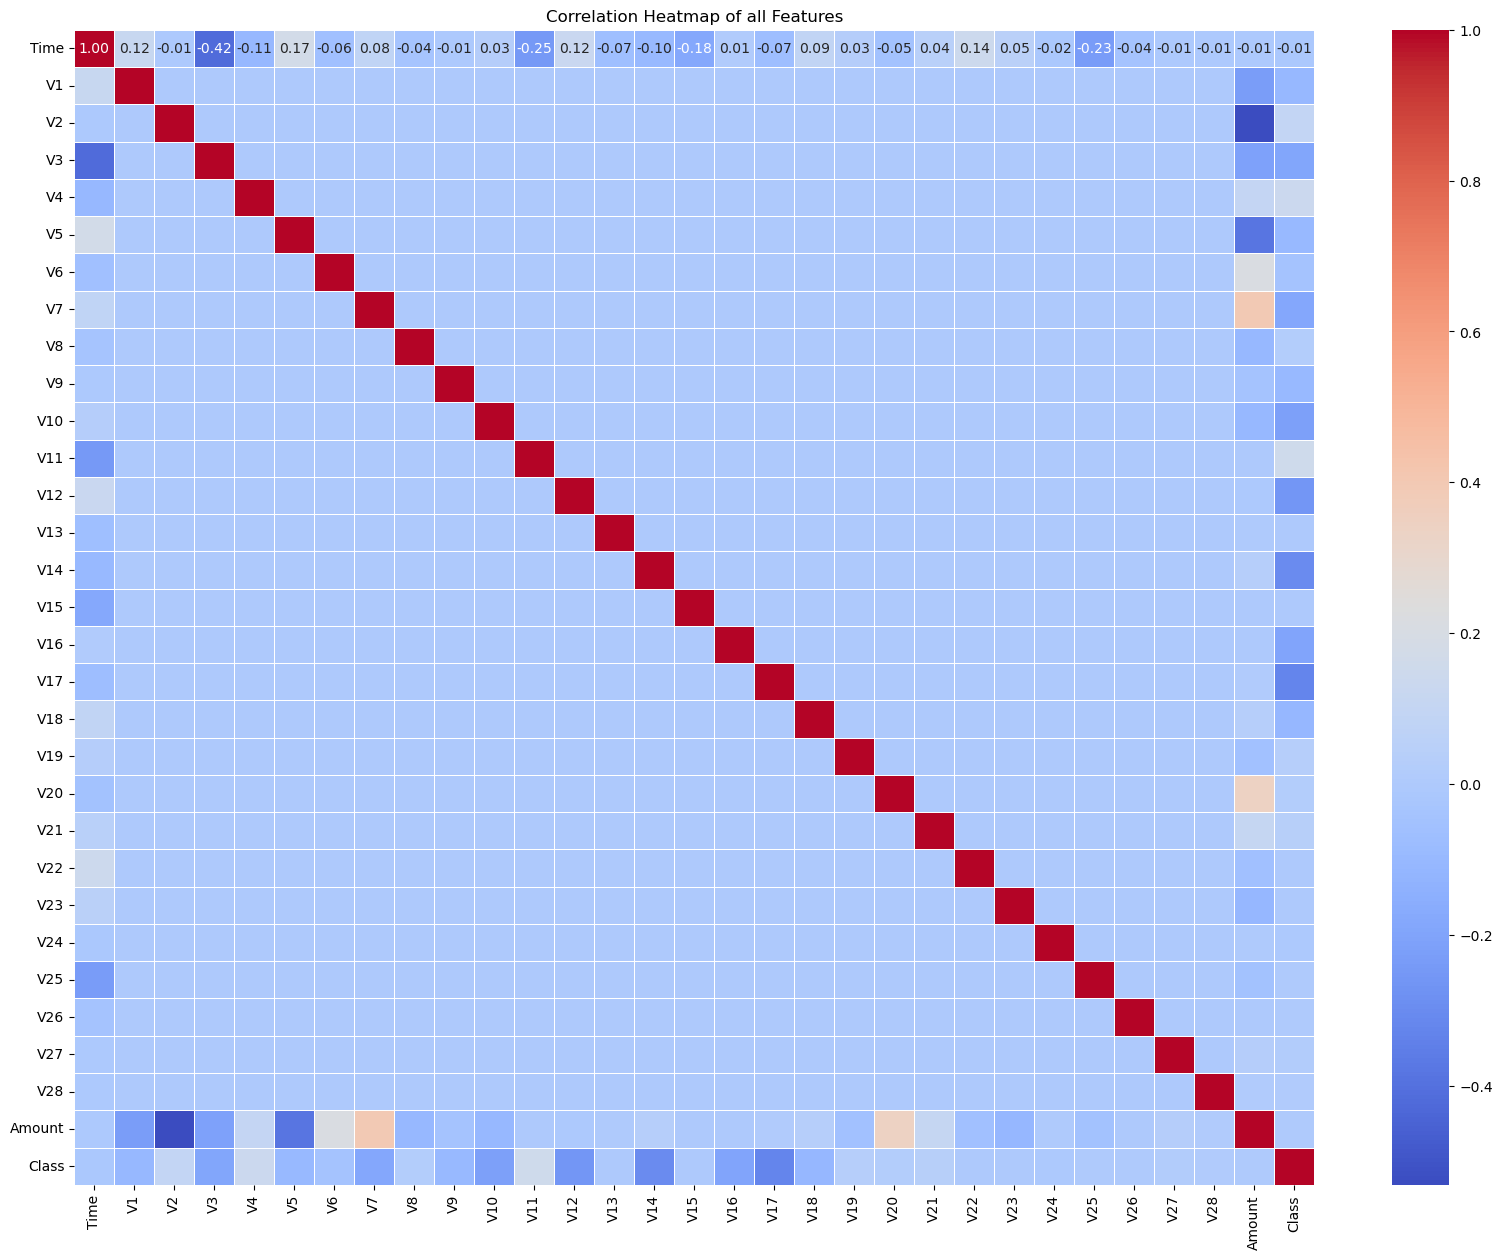 Correlation Heatmap of all Features
Time 1.00 0.12 -0.01 -0.42 -0.11 0.17 -0.06 0.08 -0.04 -0.01 0.03 -0.25 0.12 -0.07 -0.10 -0.18 0.01 -0.07 0.09 0.03 -0.05 0.04 0.14 0.05 -0.02 -0.23 -0.04 -0.01 -0.01 -0.01 -0.01
V1
V2
V3
V4
V5
V6
V7
V8
V9
V10
V11
V12
V13
V14
V15
V16
V17
V18
V19
V20
V21
V22
V23
V24
V25
V26
V27
V28
Amount
Class
Time V1 V2 V3 V4 V5 V6 V7 V8 V9 V10 V11 V12 V13 V14 V15 V16 V17 V18 V19 V20 V21 V22 V23 V24 V25 V26 V27 V28 Amount Class
1.0
0.8
0.6
0.4
0.2
0.0
−0.2
−0.4